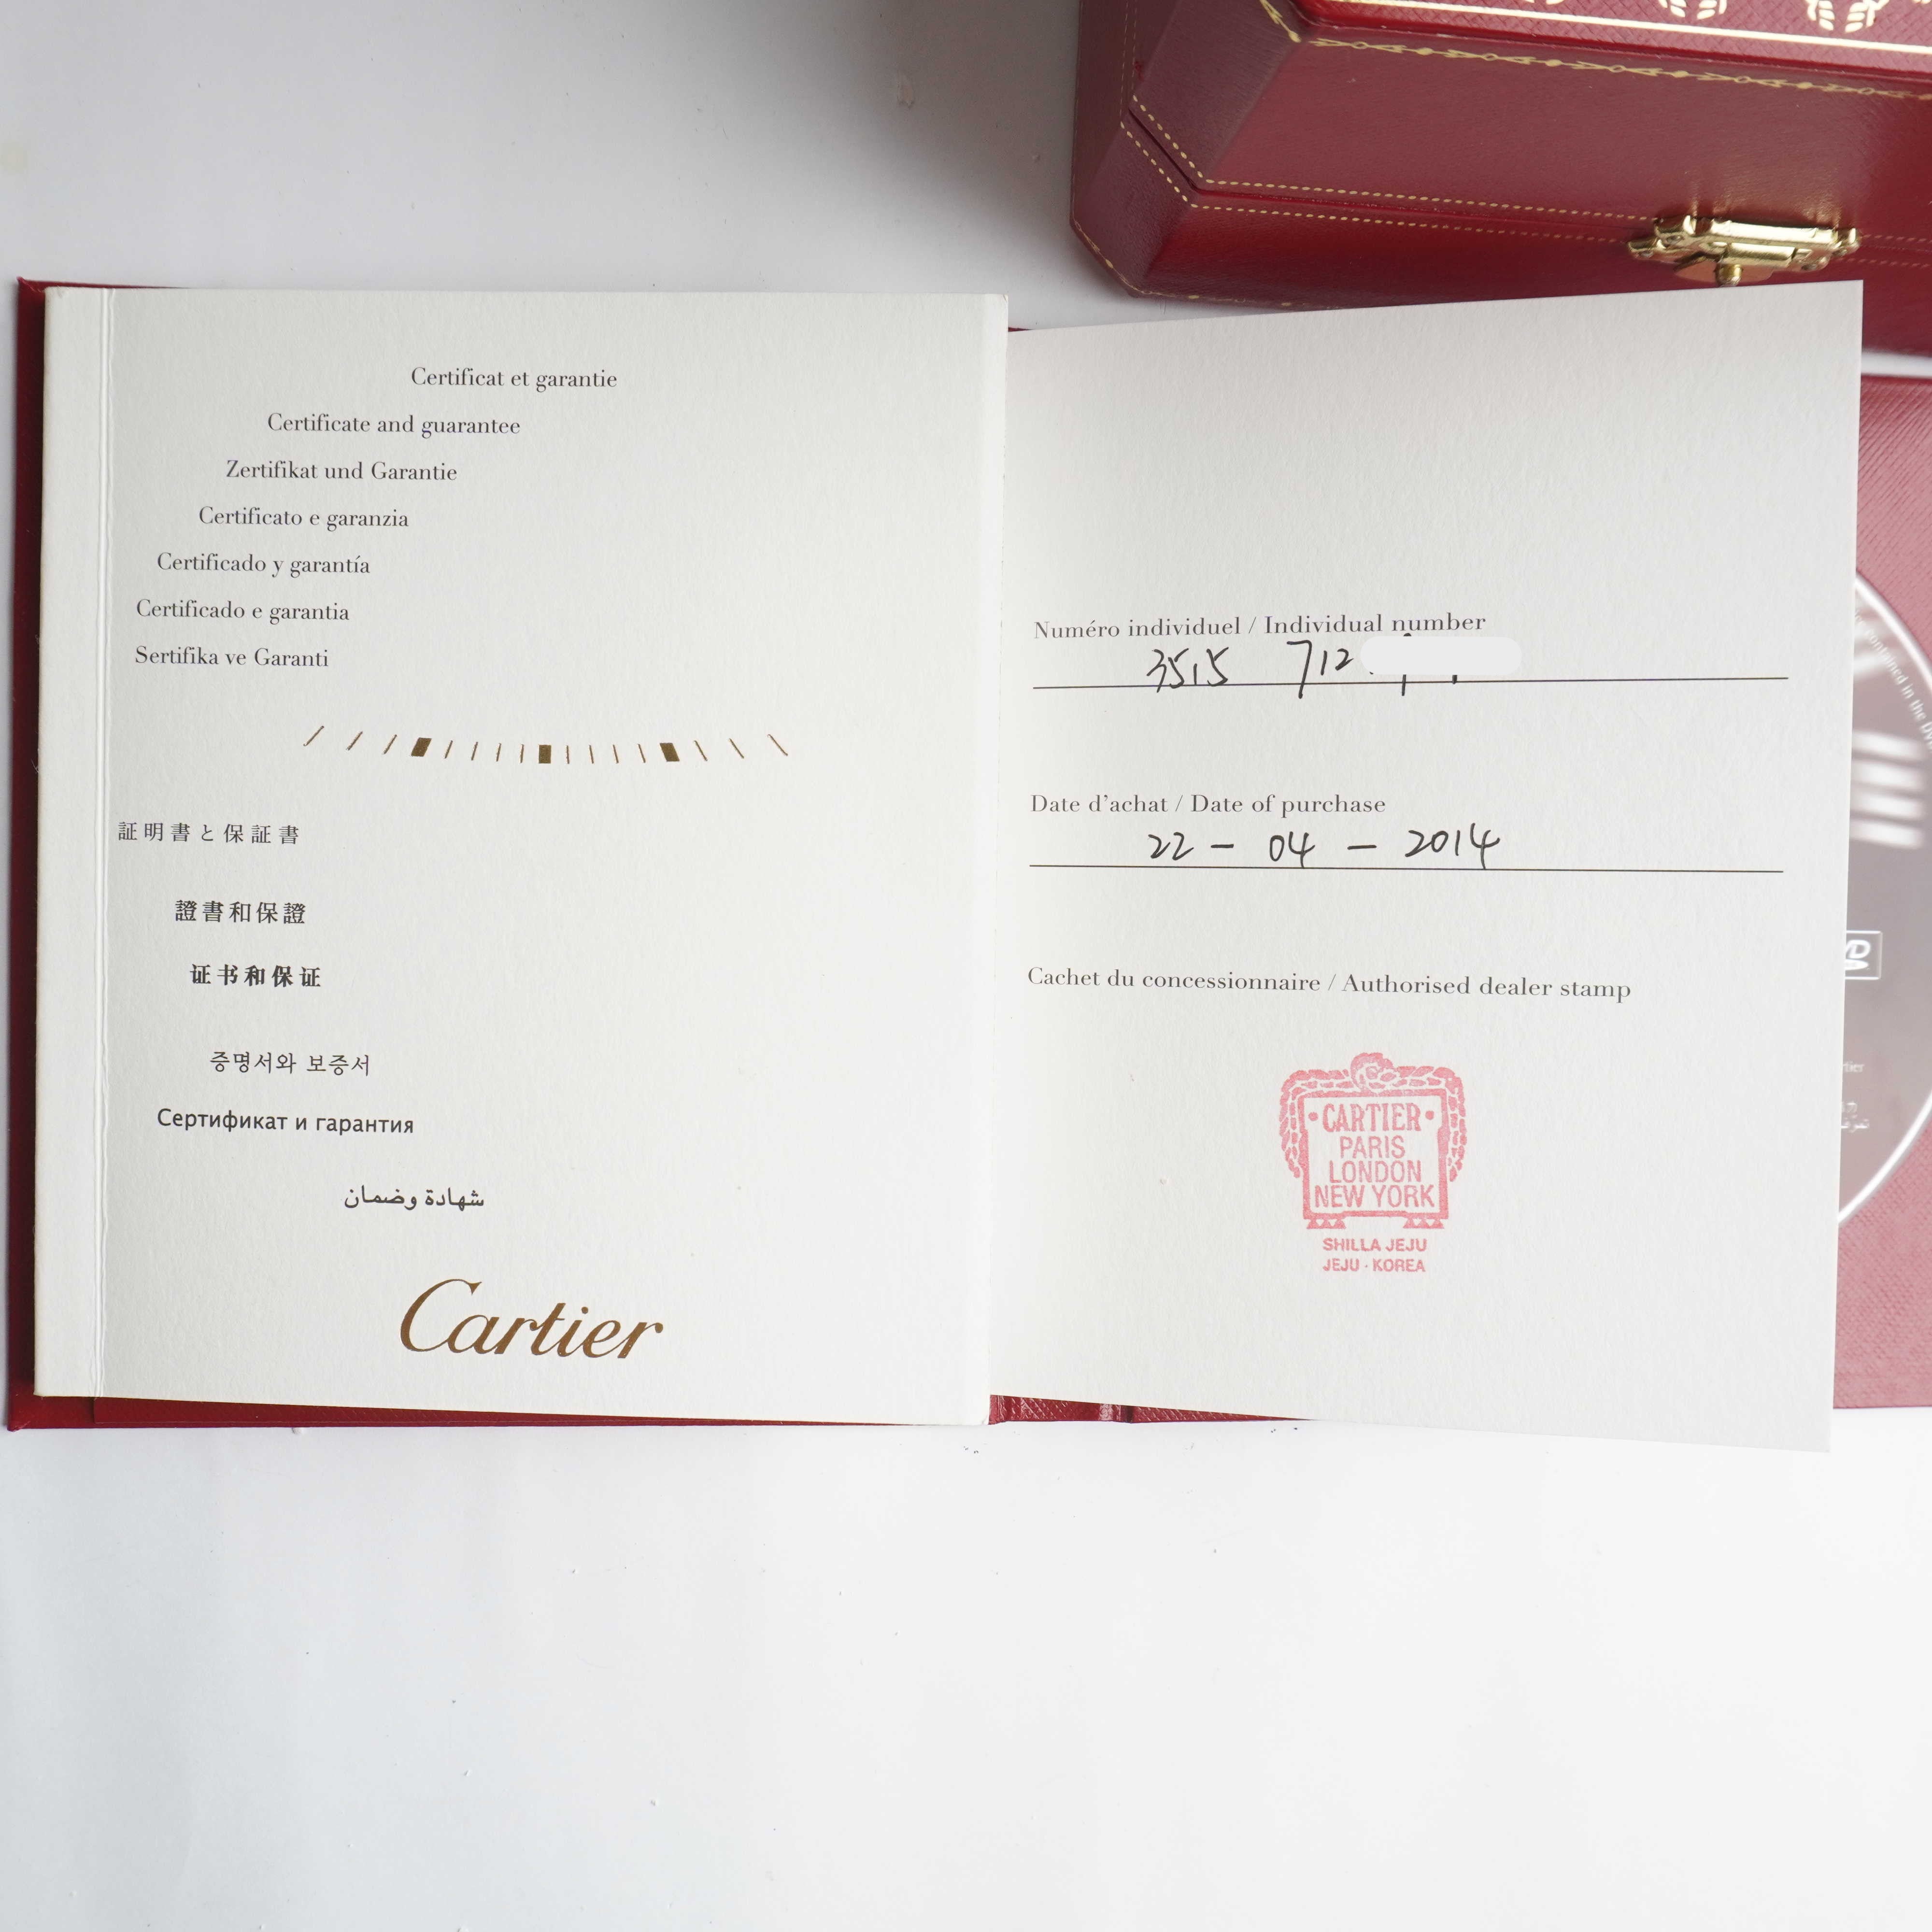 Certificat et garantie
Certificate and guarantee
Zertifikat und Garantie
Certificato e garanzia
Certificado y garantía
Certificado e garantia
Sertifika ve Garanti
証明書と保証書
證書和保證
证书和保证
증명서와 보증서
Сертификат и гарантия
شهادة وضمان
Cartier
Numéro individuel / Individual number
3515 712
Date d'achat / Date of purchase
22 - 04 - 2014
Cachet du concessionnaire / Authorised dealer stamp
• CARTIER •
PARIS
LONDON
NEW YORK
SHILLA JEJU
JEJU · KOREA